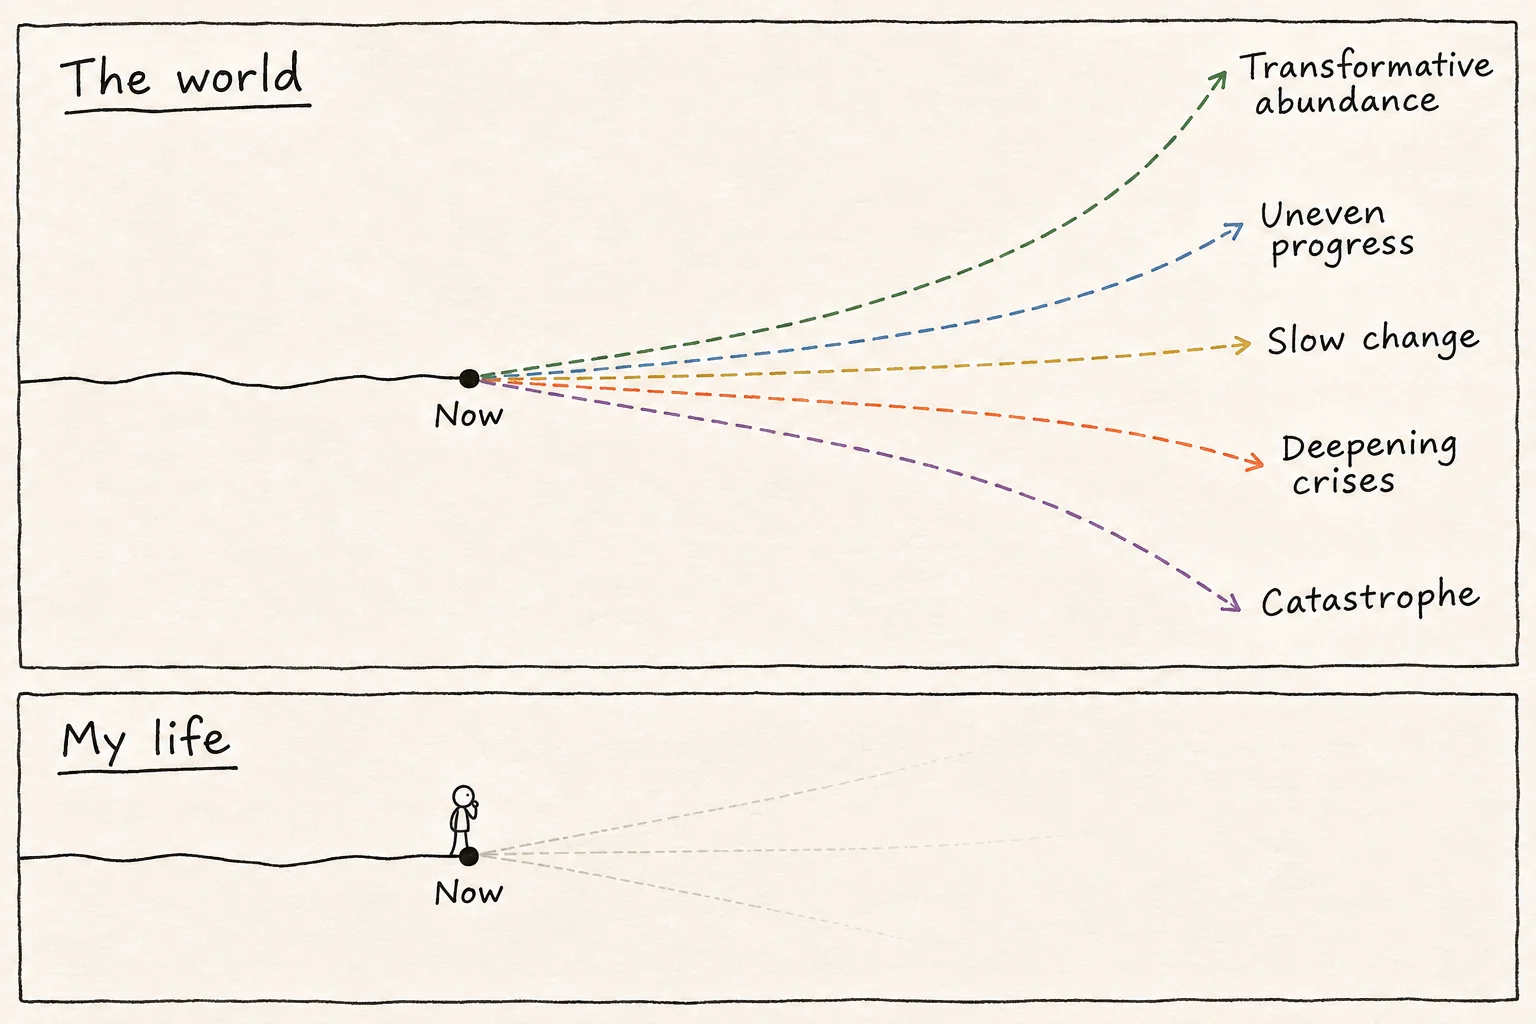 The world
Transformative
abundance
Uneven
progress
Slow change
Now
Deepening
crises
Catastrophe
My life
Now